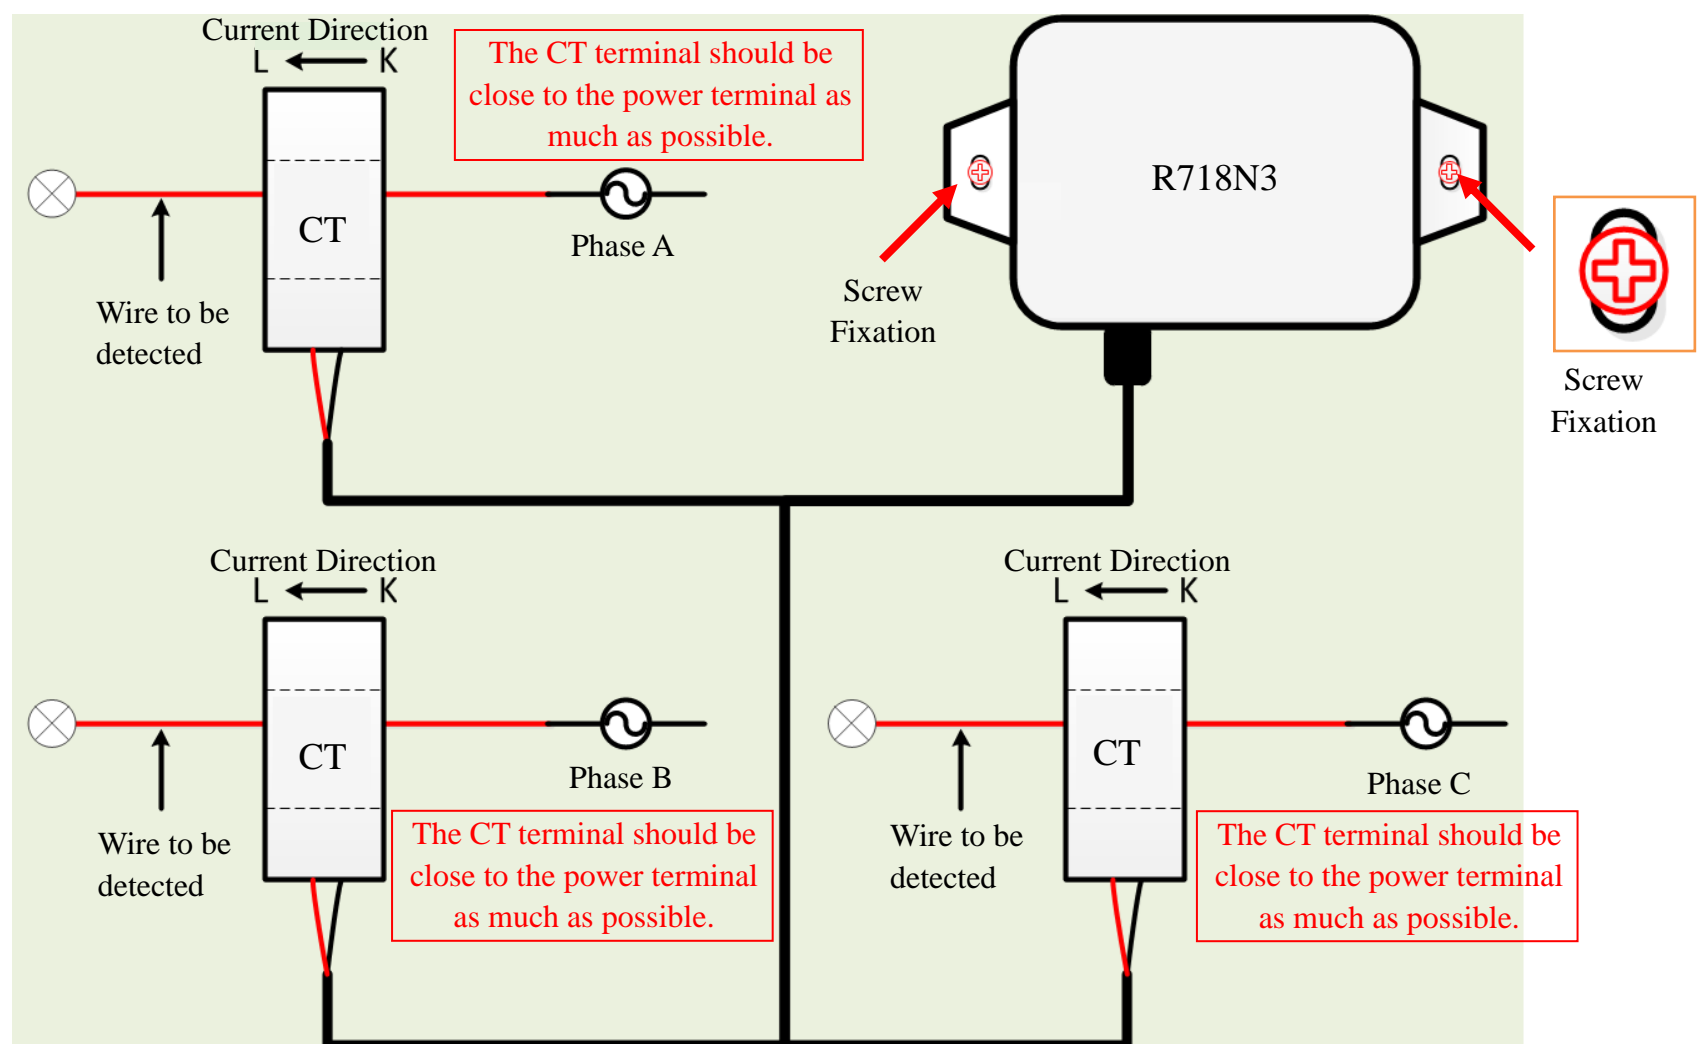 Current Direction
L K
The CT terminal should be
close to the power terminal as
much as possible.
CT
Phase A
Wire to be
detected
R718N3
Screw
Fixation
Screw
Fixation
Current Direction
L K
CT
Phase B
Wire to be
detected
The CT terminal should be
close to the power terminal
as much as possible.
Current Direction
L K
CT
Phase C
Wire to be
detected
The CT terminal should be
close to the power terminal
as much as possible.